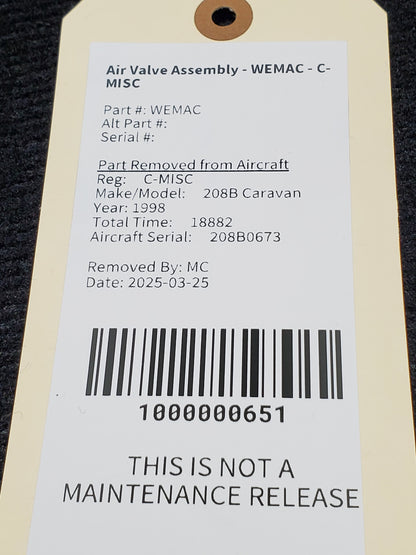 Air Valve Assembly - WEMAC - C-
MISC
Part #: WEMAC
Alt Part #:
Serial #:
Part Removed from Aircraft
Reg: C-MISC
Make/Model: 208B Caravan
Year: 1998
Total Time: 18882
Aircraft Serial: 208B0673
Removed By: MC
Date: 2025-03-25
1000000651
THIS IS NOT A
MAINTENANCE RELEASE